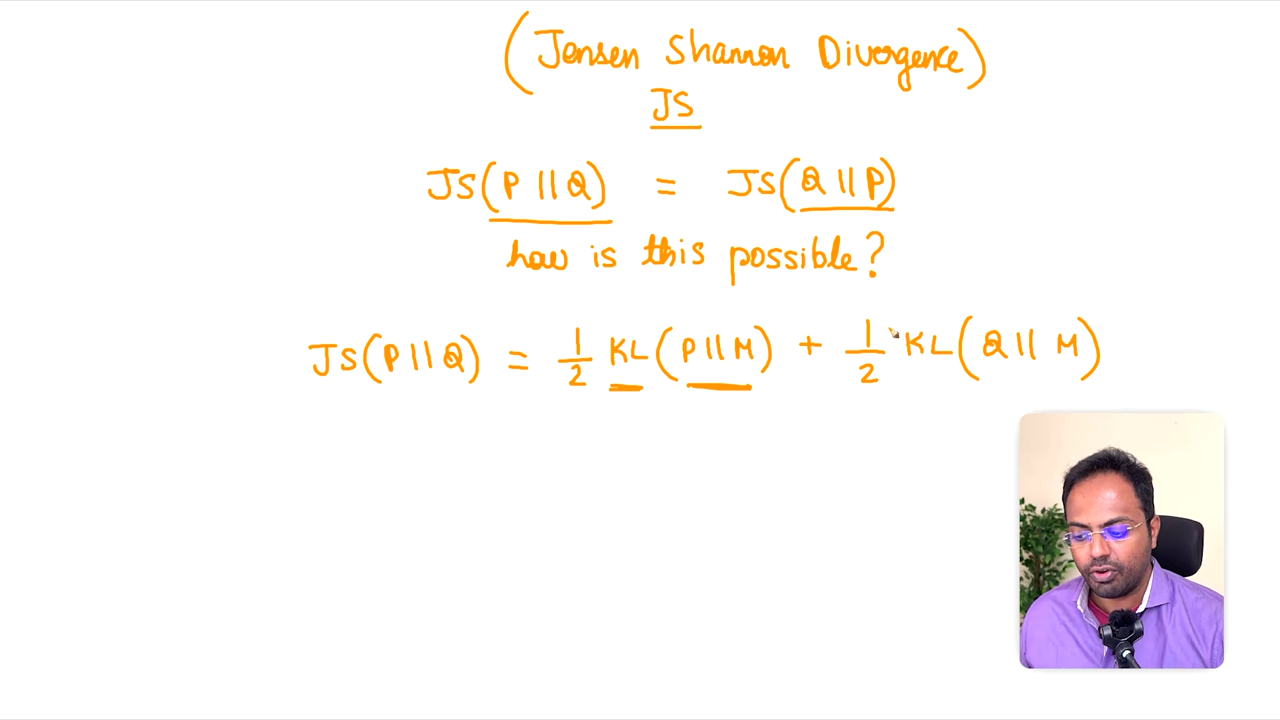 (Jensen Shannon Divergence)
JS
JS(P || Q) = JS(Q || P)
how is this possible?
JS(P || Q) = 1/2 KL(P || M) + 1/2 KL(Q || M)